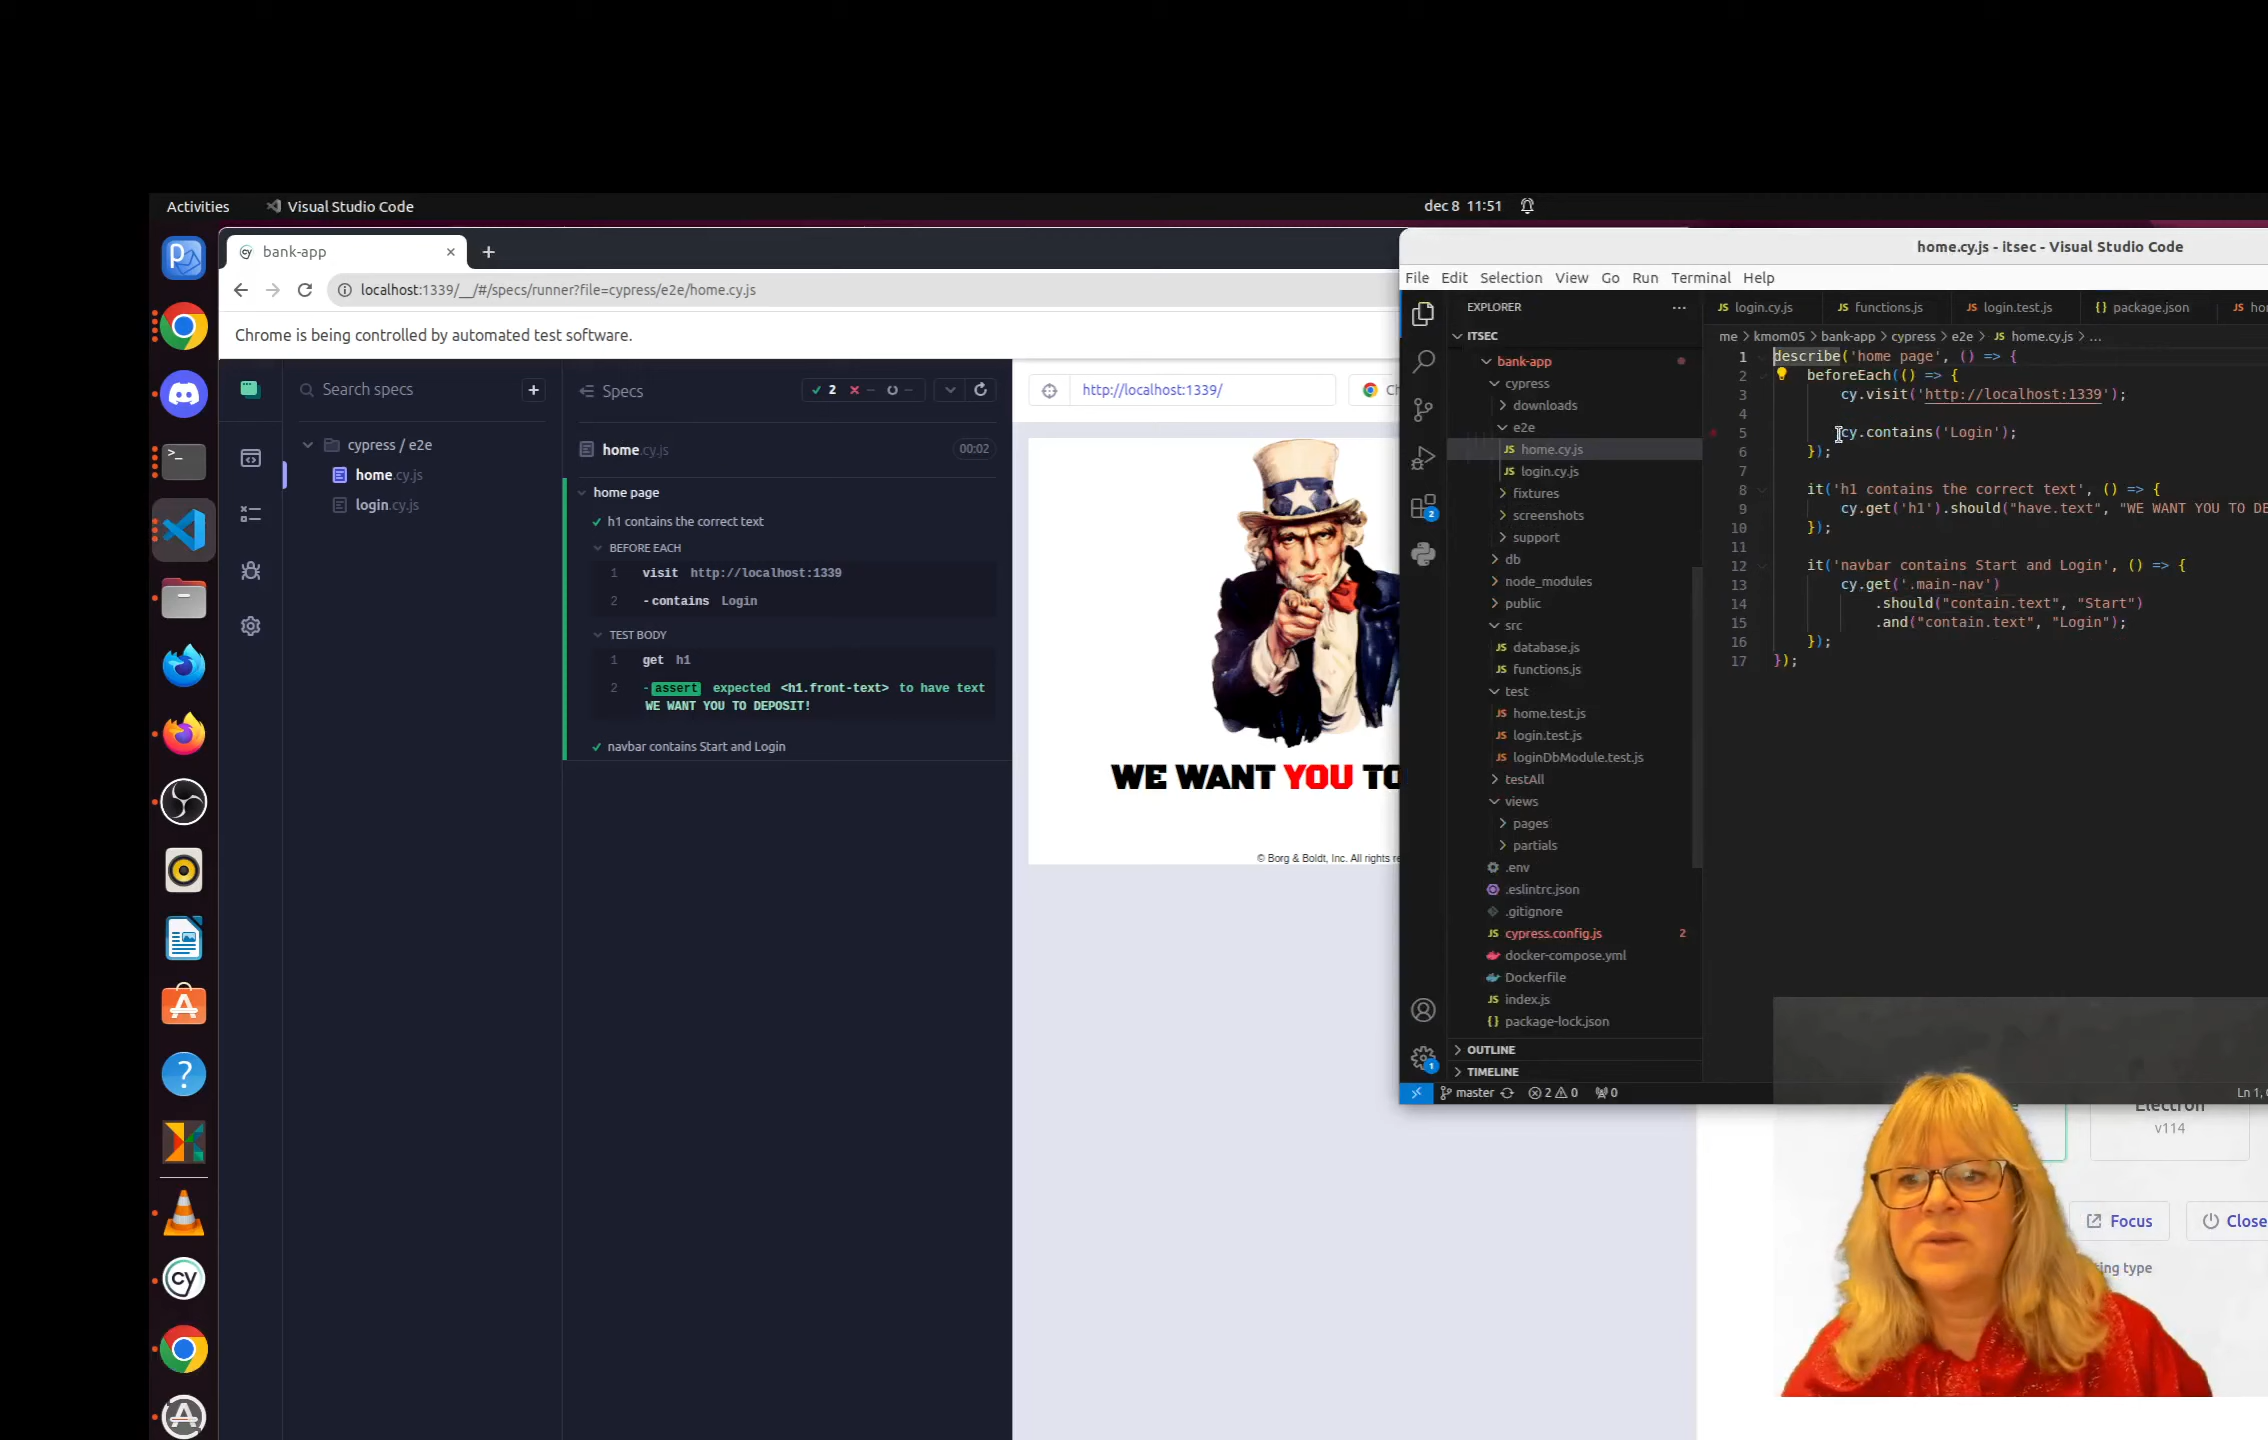 Activities
Visual Studio Code
dec 8 11:51
bank-app
localhost:1339/__/#/specs/runner?file=cypress/e2e/home.cy.js
Chrome is being controlled by automated test software.
Search specs
cypress / e2e
home.cy.js
login.cy.js
Specs
2
--
--
home.cy.js
00:02
home page
h1 contains the correct text
BEFORE EACH
1 visit http://localhost:1339
2 -contains Login
TEST BODY
1 get h1
2 -assert expected <h1.front-text> to have text
WE WANT YOU TO DEPOSIT!
navbar contains Start and Login
http://localhost:1339/
WE WANT YOU TO
© Borg & Boldt, Inc. All rights
home.cy.js - itsec - Visual Studio Code
File Edit Selection View Go Run Terminal Help
EXPLORER
ITSEC
bank-app
cypress
downloads
e2e
home.cy.js
login.cy.js
fixtures
screenshots
support
db
node_modules
public
src
database.js
functions.js
test
home.test.js
login.test.js
loginDbModule.test.js
testAll
views
pages
partials
.env
.eslintrc.json
.gitignore
cypress.config.js 2
docker-compose.yml
Dockerfile
index.js
package-lock.json
OUTLINE
TIMELINE
master 2 0 0
login.cy.js functions.js login.test.js package.json
me > kmom05 > bank-app > cypress > e2e > home.cy.js > ...
1 describe('home page', () => {
2 beforeEach(() => {
3 cy.visit('http://localhost:1339');
4
5 cy.contains('Login');
6 });
7
8 it('h1 contains the correct text', () => {
9 cy.get('h1').should("have.text", "WE WANT YOU TO DE
10 });
11
12 it('navbar contains Start and Login', () => {
13 cy.get('.main-nav')
14 .should("contain.text", "Start")
15 .and("contain.text", "Login");
16 });
17 });
Ln 1,
Electron
v114
Focus
Close
ting type